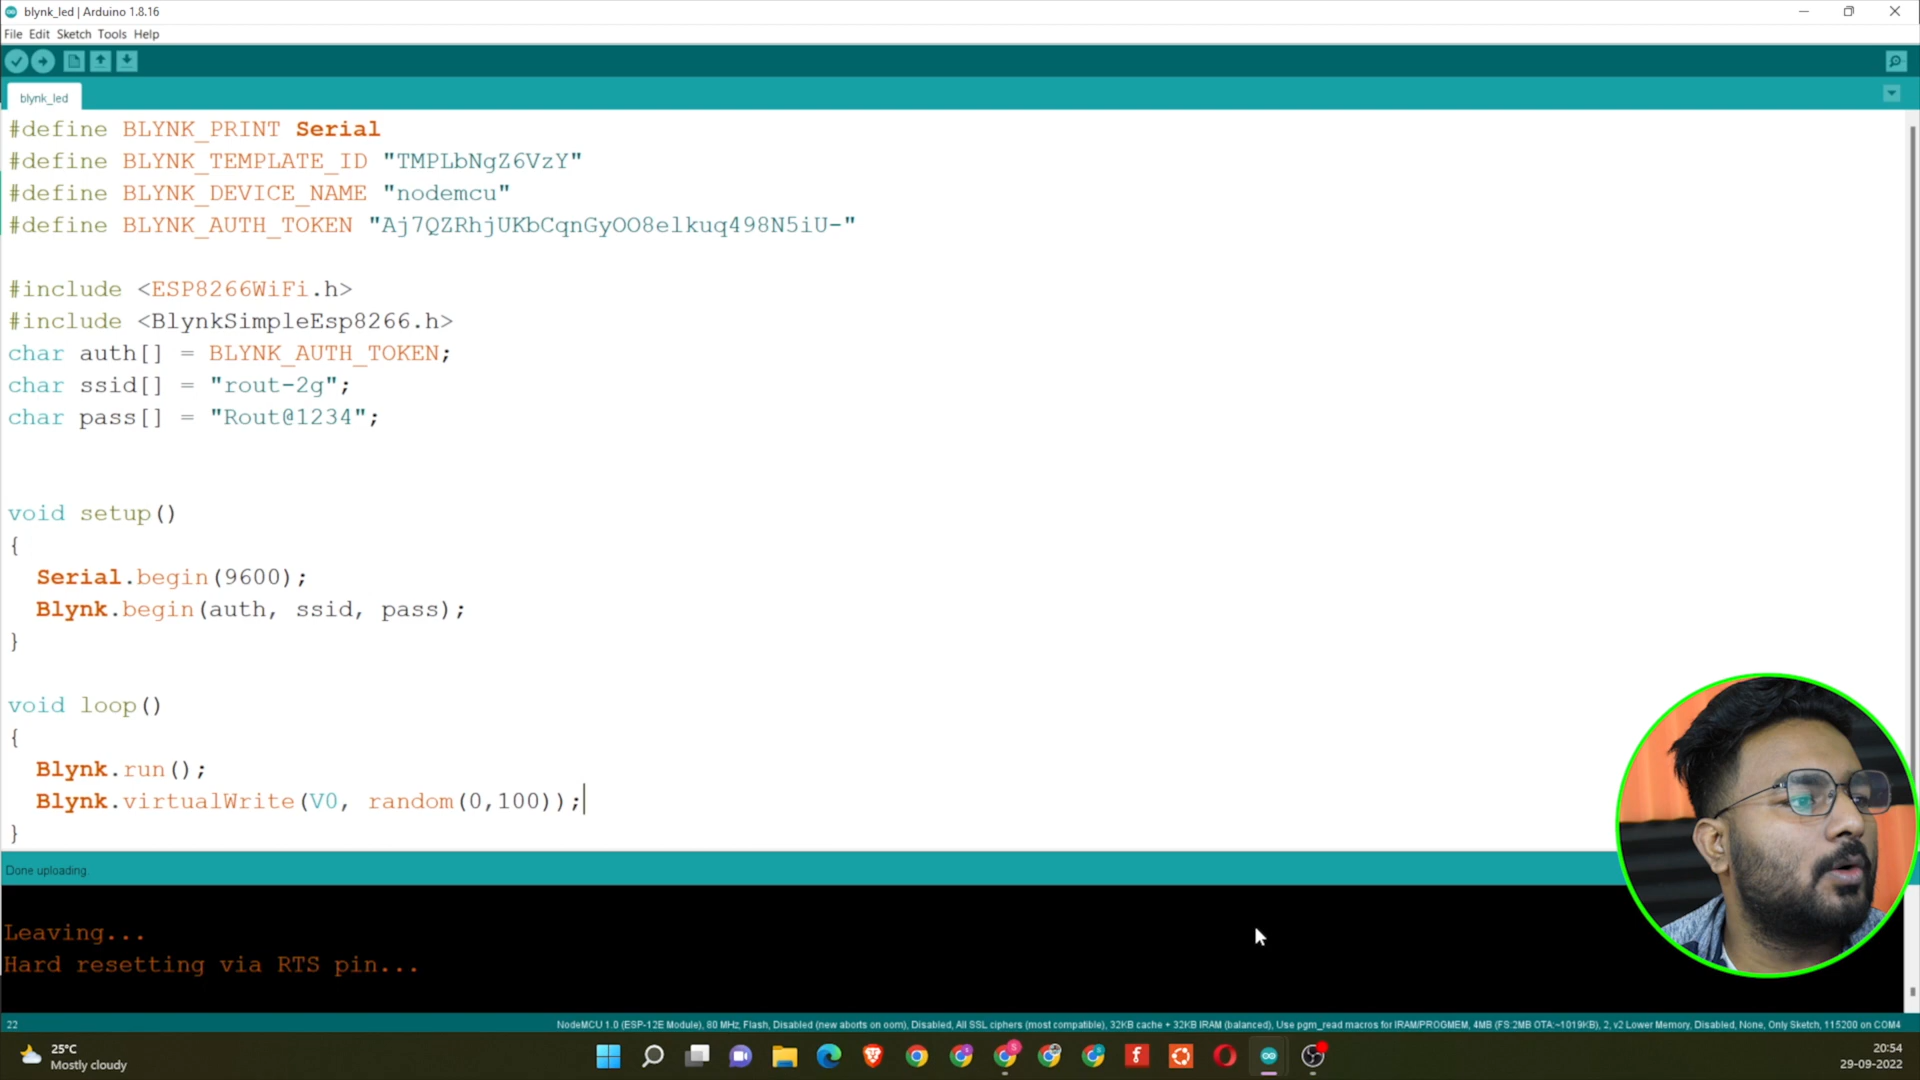 blynk_led | Arduino 1.8.16
File Edit Sketch Tools Help
blynk_led
#define BLYNK_PRINT Serial
#define BLYNK_TEMPLATE_ID "TMPLbNgZ6VzY"
#define BLYNK_DEVICE_NAME "nodemcu"
#define BLYNK_AUTH_TOKEN "Aj7QZRhjUKbCqnGyOO8elkuq498N5iU-"
#include <ESP8266WiFi.h>
#include <BlynkSimpleEsp8266.h>
char auth[] = BLYNK_AUTH_TOKEN;
char ssid[] = "rout-2g";
char pass[] = "Rout@1234";
void setup()
{
Serial.begin(9600);
Blynk.begin(auth, ssid, pass);
}
void loop()
{
Blynk.run();
Blynk.virtualWrite(V0, random(0,100));
}
Done uploading.
Leaving...
Hard resetting via RTS pin...
22
NodeMCU 1.0 (ESP-12E Module), 80 MHz, Flash, Disabled (new aborts on oom), Disabled, All SSL ciphers (most compatible), 32KB cache + 32KB IRAM (balanced), Use pgm_read macros for IRAM/PROGMEM, 4MB (FS:2MB OTA:~1019KB), 2, v2 Lower Memory, Disabled, None, Only Sketch, 115200 on COM4
25°C
Mostly cloudy
20:54
29-09-2022